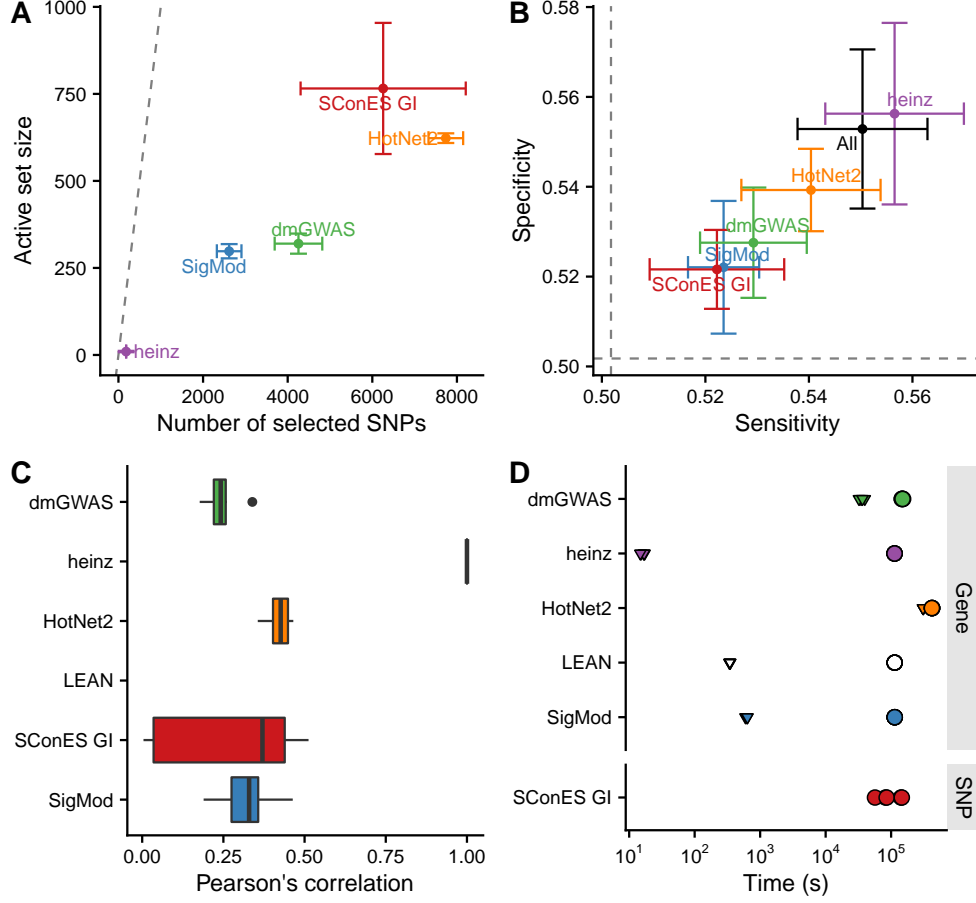 A
Active set size
1000
750
500
250
0
SConES GI
HotNet2
dmGWAS
SigMod
heinz
0
2000
4000
6000
8000
Number of selected SNPs
B
Specificity
0.58
0.56
0.54
0.52
0.50
heinz
All
HotNet2
dmGWAS
SigMod
SConES GI
0.50
0.52
0.54
0.56
Sensitivity
C
dmGWAS
heinz
HotNet2
LEAN
SConES GI
SigMod
0.00
0.25
0.50
0.75
1.00
Pearson's correlation
D
dmGWAS
heinz
HotNet2
LEAN
SigMod
SConES GI
Gene
SNP
10¹
10²
10³
10⁴
10⁵
Time (s)